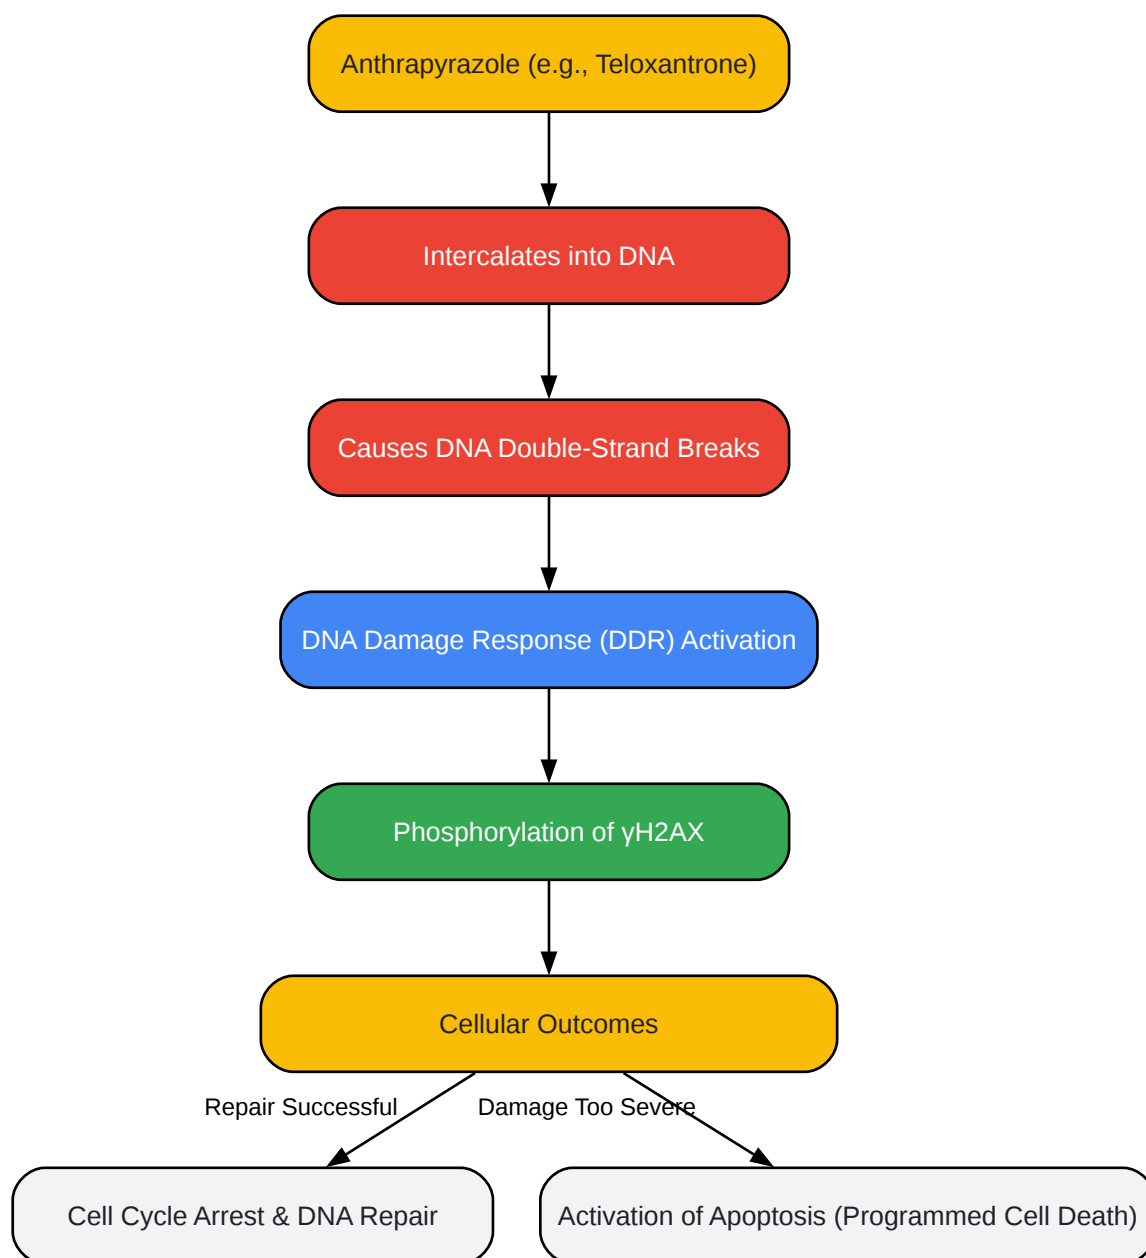 Anthrapyrazole (e.g., Teloxantrone)
Intercalates into DNA
Causes DNA Double-Strand Breaks
DNA Damage Response (DDR) Activation
Phosphorylation of γH2AX
Cellular Outcomes
Repair Successful
Damage Too Severe
Cell Cycle Arrest & DNA Repair
Activation of Apoptosis (Programmed Cell Death)